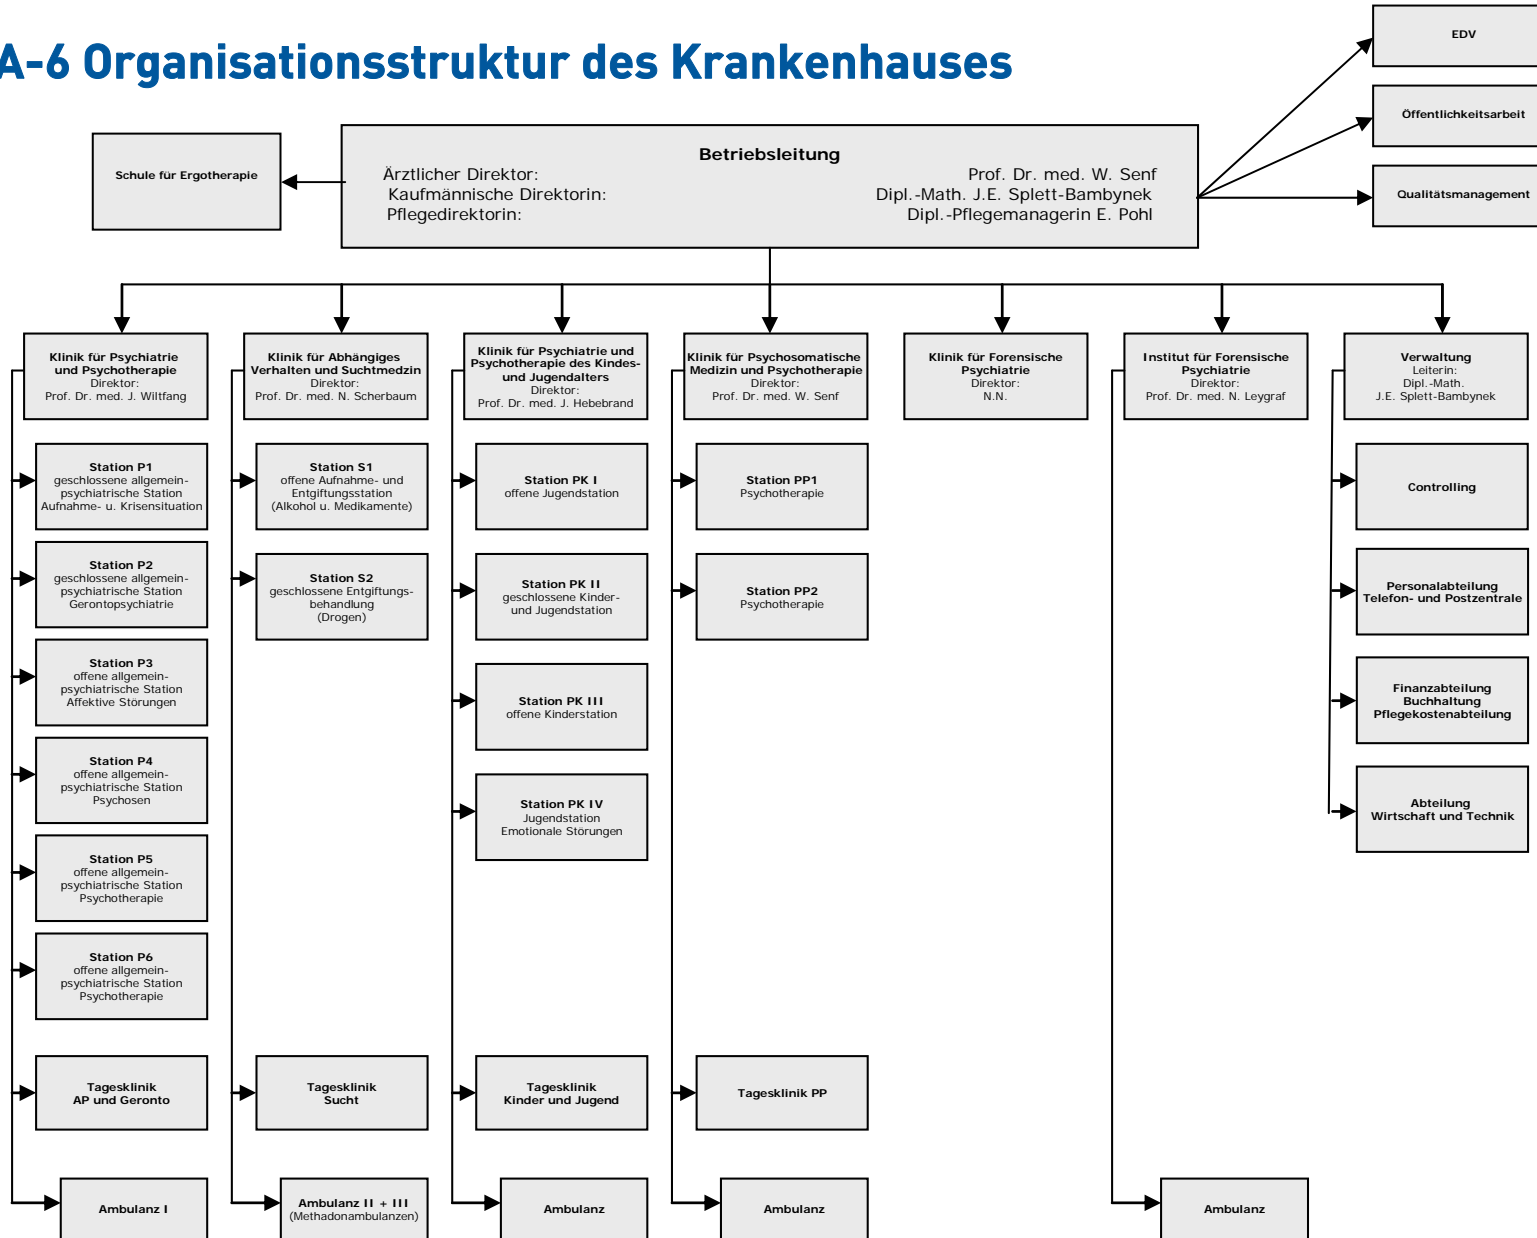 A-6 Organisationsstruktur des Krankenhauses
EDV
Öffentlichkeitsarbeit
Qualitätsmanagement
Schule für Ergotherapie
Betriebsleitung
Ärztlicher Direktor: Prof. Dr. med. W. Senf
Kaufmännische Direktorin: Dipl.-Math. J.E. Splett-Bambynek
Pflegedirektorin: Dipl.-Pflegemanagerin E. Pohl
Klinik für Psychiatrie
und Psychotherapie
Direktor:
Prof. Dr. med. J. Wiltfang
Station P1
geschlossene allgemein-
psychiatrische Station
Aufnahme- u. Krisensituation
Station P2
geschlossene allgemein-
psychiatrische Station
Gerontopsychiatrie
Station P3
offene allgemein-
psychiatrische Station
Affektive Störungen
Station P4
offene allgemein-
psychiatrische Station
Psychosen
Station P5
offene allgemein-
psychiatrische Station
Psychotherapie
Station P6
offene allgemein-
psychiatrische Station
Psychotherapie
Tagesklinik
AP und Geronto
Ambulanz I
Klinik für Abhängiges
Verhalten und Suchtmedzin
Direktor:
Prof. Dr. med. N. Scherbaum
Station S1
offene Aufnahme- und
Entgiftungsstation
(Alkohol u. Medikamente)
Station S2
geschlossene Entgiftungs-
behandlung
(Drogen)
Tagesklinik
Sucht
Ambulanz II + III
(Methadonambulanzen)
Klinik für Psychiatrie und
Psychotherapie des Kindes-
und Jugendalters
Direktor:
Prof. Dr. med. J. Hebebrand
Station PK I
offene Jugendstation
Station PK II
geschlossene Kinder-
und Jugendstation
Station PK III
offene Kinderstation
Station PK IV
Jugendstation
Emotionale Störungen
Tagesklinik
Kinder und Jugend
Ambulanz
Klinik für Psychosomatische
Medizin und Psychotherapie
Direktor:
Prof. Dr. med. W. Senf
Station PP1
Psychotherapie
Station PP2
Psychotherapie
Tagesklinik PP
Ambulanz
Klinik für Forensische
Psychiatrie
Direktor:
N.N.
Institut für Forensische
Psychiatrie
Direktor:
Prof. Dr. med. N. Leygraf
Ambulanz
Verwaltung
Leiterin:
Dipl.-Math.
J.E. Splett-Bambynek
Controlling
Personalabteilung
Telefon- und Postzentrale
Finanzabteilung
Buchhaltung
Pflegekostenabteilung
Abteilung
Wirtschaft und Technik